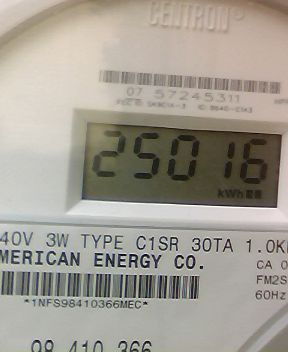 CENTRON®
07 57245311
25016
kWh
40V 3W TYPE C1SR 30TA 1.0K
MERICAN ENERGY CO.
CA 0
FM2S
*1NFS98410366MEC*
60Hz
98 410 366